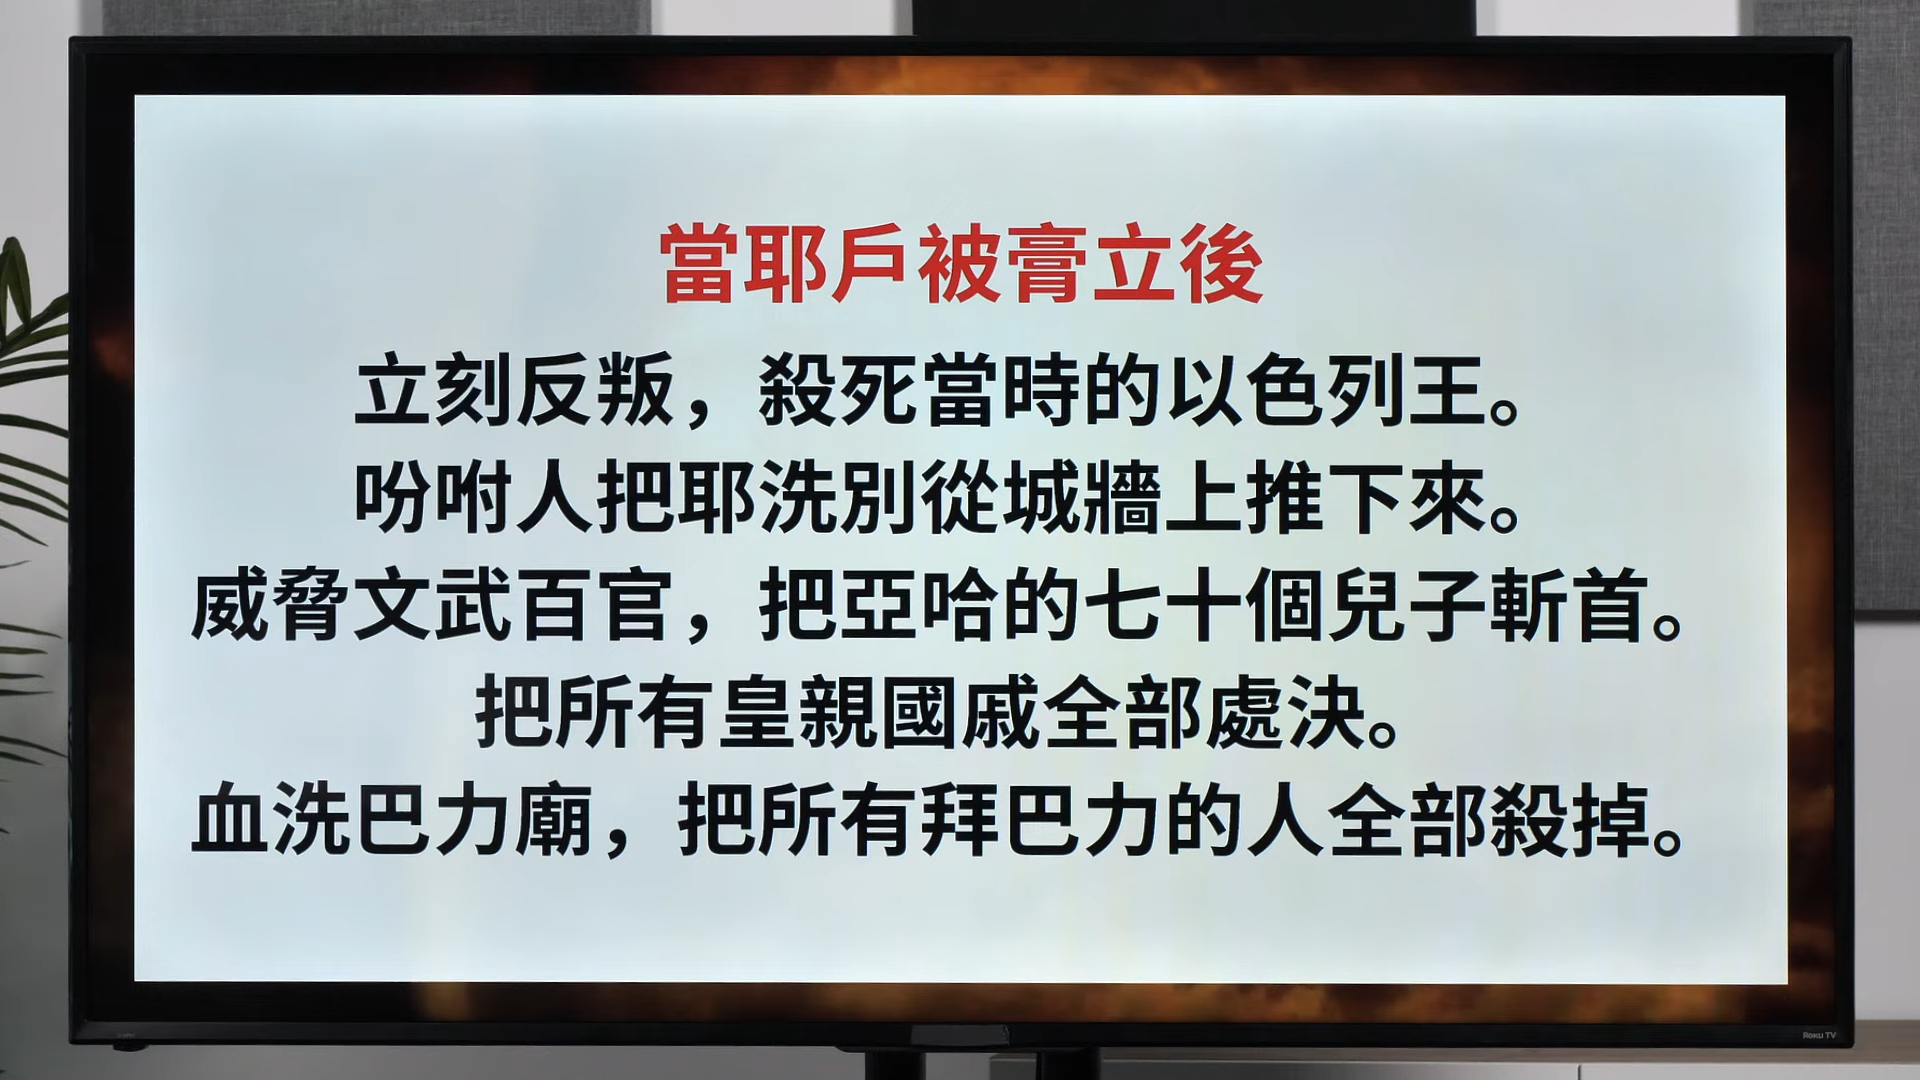 當耶戶被膏立後
立刻反叛，殺死當時的以色列王。
吩咐人把耶洗別從城牆上推下來。
威脅文武百官，把亞哈的七十個兒子斬首。
把所有皇親國戚全部處決。
血洗巴力廟，把所有拜巴力的人全部殺掉。
Roku TV